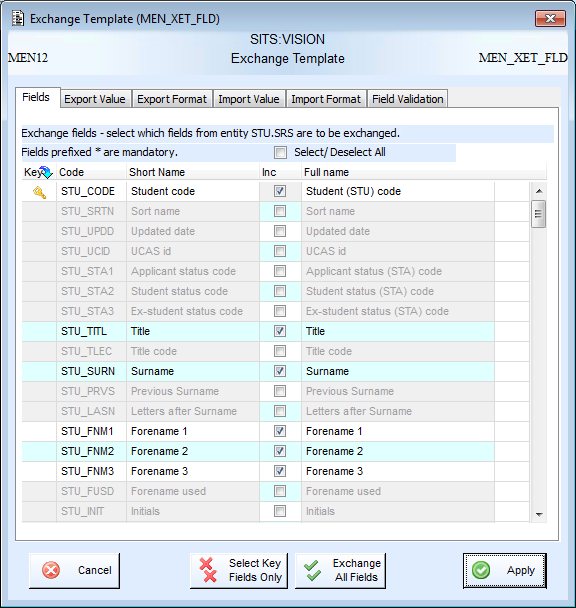 Exchange Template (MEN_XET_FLD)
SITS:VISION
MEN12 Exchange Template MEN_XET_FLD
Fields Export Value Export Format Import Value Import Format Field Validation
Exchange fields - select which fields from entity STU.SRS are to be exchanged.
Fields prefixed * are mandatory. Select/Deselect All
Key Code Short Name Inc Full name
STU_CODE Student code Student (STU) code
STU_SRTN Sort name Sort name
STU_UPDD Updated date Updated date
STU_UCID UCAS id UCAS id
STU_STA1 Applicant status code Applicant status (STA) code
STU_STA2 Student status code Student status (STA) code
STU_STA3 Ex-student status code Ex-student status (STA) code
STU_TITL Title Title
STU_TLEC Title code Title code
STU_SURN Surname Surname
STU_PRVS Previous Surname Previous Surname
STU_LASN Letters after Surname Letters after Surname
STU_FNM1 Forename 1 Forename 1
STU_FNM2 Forename 2 Forename 2
STU_FNM3 Forename 3 Forename 3
STU_FUSD Forename used Forename used
STU_INIT Initials Initials
Cancel
Select Key
Fields Only
Exchange
All Fields
Apply